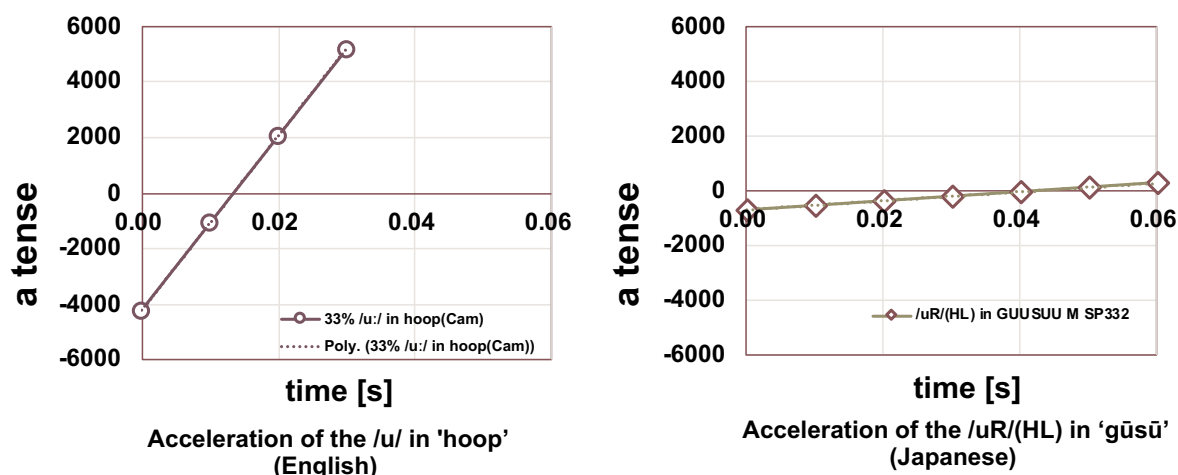 6000
4000
2000
0
-2000
-4000
-6000
0.00
0.02
0.04
0.06
a tense
33% /u:/ in hoop(Cam)
Poly. (33% /u:/ in hoop(Cam))
time [s]
Acceleration of the /u/ in 'hoop’
(English)
6000
4000
2000
0
-2000
-4000
-6000
0.00
0.02
0.04
0.06
a tense
/uR/(HL) in GUUSUU M SP332
time [s]
Acceleration of the /uR/(HL) in ‘gūsū’
(Japanese)